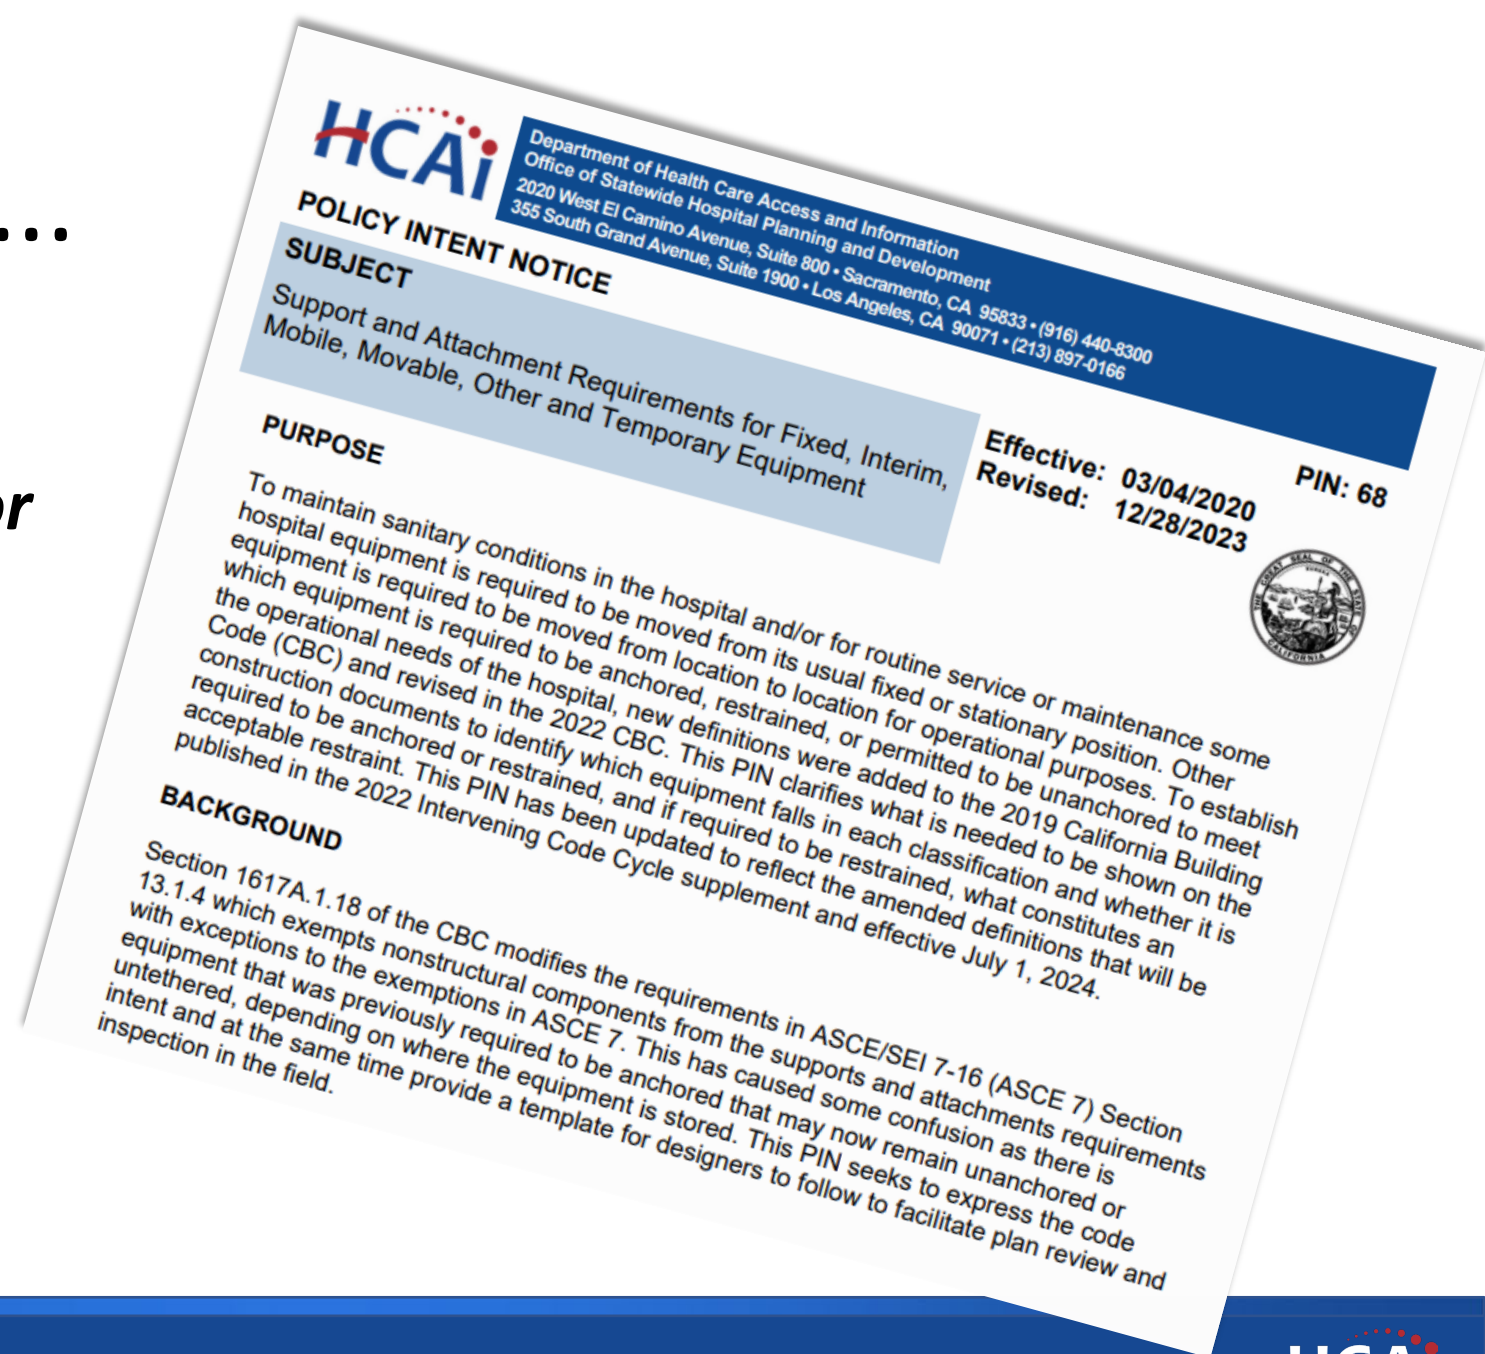 ...
or
HCAi
Department of Health Care Access and Information
Office of Statewide Hospital Planning and Development
2020 West El Camino Avenue, Suite 800 • Sacramento, CA 95833 • (916) 440-8300
355 South Grand Avenue, Suite 1900 • Los Angeles, CA 90071 • (213) 897-0166
POLICY INTENT NOTICE
SUBJECT
Support and Attachment Requirements for Fixed, Interim,
Mobile, Movable, Other and Temporary Equipment
PIN: 68
Effective: 03/04/2020
Revised: 12/28/2023
THE GREAT SEAL OF THE STATE OF CALIFORNIA
EUREKA
PURPOSE
To maintain sanitary conditions in the hospital and/or for routine service or maintenance some
hospital equipment is required to be moved from its usual fixed or stationary position. Other
equipment is required to be moved from location to location for operational purposes. To establish
which equipment is required to be anchored, restrained, or permitted to be unanchored to meet
the operational needs of the hospital, new definitions were added to the 2019 California Building
Code (CBC) and revised in the 2022 CBC. This PIN clarifies what is needed to be shown on the
construction documents to identify which equipment falls in each classification and whether it is
required to be anchored or restrained, and if required to be restrained, what constitutes an
acceptable restraint. This PIN has been updated to reflect the amended definitions that will be
published in the 2022 Intervening Code Cycle supplement and effective July 1, 2024.
BACKGROUND
Section 1617A.1.18 of the CBC modifies the requirements in ASCE/SEI 7-16 (ASCE 7) Section
13.1.4 which exempts nonstructural components from the supports and attachments requirements
with exceptions to the exemptions in ASCE 7. This has caused some confusion as there is
equipment that was previously required to be anchored that may now remain unanchored or
untethered, depending on where the equipment is stored. This PIN seeks to express the code
intent and at the same time provide a template for designers to follow to facilitate plan review and
inspection in the field.